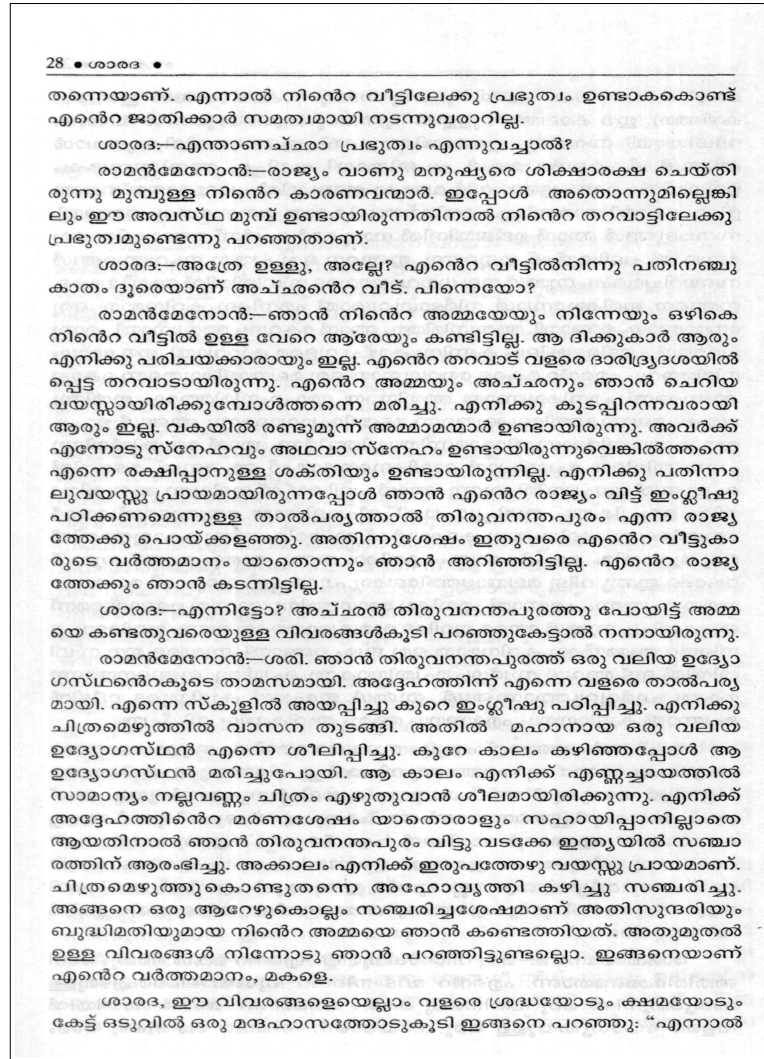 28 • ശാരദ •
തന്നെയാണ്. എന്നാൽ നിൻെറ വീട്ടിലേക്കു പ്രഭുത്വം ഉണ്ടാകകൊണ്ട്
എൻെറ ജാതിക്കാർ സമത്വമായി നടന്നുവരാറില്ല.
ശാരദ:—എന്താണച്ഛാ പ്രഭുത്വം എന്നുവച്ചാൽ?
രാമൻമേനോൻ:—രാജ്യം വാണു മനുഷ്യരെ ശിക്ഷാരക്ഷ ചെയ്തി
രുന്നു മുമ്പുള്ള നിൻെറ കാരണവന്മാർ. ഇപ്പോൾ അതൊന്നുമില്ലെങ്കി
ലും ഈ അവസ്ഥ മുമ്പ് ഉണ്ടായിരുന്നതിനാൽ നിൻെറ തറവാട്ടിലേക്കു
പ്രഭുത്വമുണ്ടെന്നു പറഞ്ഞതാണ്.
ശാരദ:—അത്രേ ഉള്ളു, അല്ലേ? എൻെറ വീട്ടിൽനിന്നു പതിനഞ്ചു
കാതം ദൂരെയാണ് അച്ഛൻെറ വീട്. പിന്നെയോ?
രാമൻമേനോൻ:—ഞാൻ നിൻെറ അമ്മയേയും നിന്നേയും ഒഴികെ
നിൻെറ വീട്ടിൽ ഉള്ള വേറെ ആരേയും കണ്ടിട്ടില്ല. ആ ദിക്കുകാർ ആരും
എനിക്കു പരിചയക്കാരായും ഇല്ല. എൻെറ തറവാട് വളരെ ദാരിദ്ര്യദശയിൽ
പ്പെട്ട തറവാടായിരുന്നു. എൻെറ അമ്മയും അച്ഛനും ഞാൻ ചെറിയ
വയസ്സായിരിക്കുമ്പോൾത്തന്നെ മരിച്ചു. എനിക്കു കൂടപ്പിറന്നവരായി
ആരും ഇല്ല. വകയിൽ രണ്ടുമൂന്ന് അമ്മാമന്മാർ ഉണ്ടായിരുന്നു. അവർക്ക്
എന്നോടു സ്നേഹവും അഥവാ സ്നേഹം ഉണ്ടായിരുന്നുവെങ്കിൽത്തന്നെ
എന്നെ രക്ഷിപ്പാനുള്ള ശക്തിയും ഉണ്ടായിരുന്നില്ല. എനിക്കു പതിന്നാ
ലുവയസ്സു പ്രായമായിരുന്നപ്പോൾ ഞാൻ എൻെറ രാജ്യം വിട്ട് ഇംഗ്ലീഷു
പഠിക്കണമെന്നുള്ള താൽപര്യത്താൽ തിരുവനന്തപുരം എന്ന രാജ്യ
ത്തേക്കു പൊയ്ക്കളഞ്ഞു. അതിന്നുശേഷം ഇതുവരെ എൻെറ വീട്ടുകാ
രുടെ വർത്തമാനം യാതൊന്നും ഞാൻ അറിഞ്ഞിട്ടില്ല. എൻെറ രാജ്യ
ത്തേക്കും ഞാൻ കടന്നിട്ടില്ല.
ശാരദ:—എന്നിട്ടോ? അച്ഛൻ തിരുവനന്തപുരത്തു പോയിട്ട് അമ്മ
യെ കണ്ടതുവരെയുള്ള വിവരങ്ങൾകൂടി പറഞ്ഞുകേട്ടാൽ നന്നായിരുന്നു.
രാമൻമേനോൻ:—ശരി. ഞാൻ തിരുവനന്തപുരത്ത് ഒരു വലിയ ഉദ്യോ
ഗസ്ഥൻെറകൂടെ താമസമായി. അദ്ദേഹത്തിന് എന്നെ വളരെ താൽപര്യ
മായി. എന്നെ സ്കൂളിൽ അയപ്പിച്ചു കുറെ ഇംഗ്ലീഷു പഠിപ്പിച്ചു. എനിക്കു
ചിത്രമെഴുത്തിൽ വാസന തുടങ്ങി. അതിൽ മഹാനായ ഒരു വലിയ
ഉദ്യോഗസ്ഥൻ എന്നെ ശീലിപ്പിച്ചു. കുറേ കാലം കഴിഞ്ഞപ്പോൾ ആ
ഉദ്യോഗസ്ഥൻ മരിച്ചുപോയി. ആ കാലം എനിക്ക് എണ്ണച്ചായത്തിൽ
സാമാന്യം നല്ലവണ്ണം ചിത്രം എഴുതുവാൻ ശീലമായിരിക്കുന്നു. എനിക്ക്
അദ്ദേഹത്തിൻെറ മരണശേഷം യാതൊരാളും സഹായിപ്പാനില്ലാതെ
ആയതിനാൽ ഞാൻ തിരുവനന്തപുരം വിട്ടു വടക്കേ ഇന്ത്യയിൽ സഞ്ചാ
രത്തിന് ആരംഭിച്ചു. അക്കാലം എനിക്ക് ഇരുപത്തേഴു വയസ്സു പ്രായമാണ്.
ചിത്രമെഴുത്തുകൊണ്ടുതന്നെ അഹോവൃത്തി കഴിച്ചു സഞ്ചരിച്ചു.
അങ്ങനെ ഒരു ആറേഴുകൊല്ലം സഞ്ചരിച്ചശേഷമാണ് അതിസുന്ദരിയും
ബുദ്ധിമതിയുമായ നിൻെറ അമ്മയെ ഞാൻ കണ്ടെത്തിയത്. അതുമുതൽ
ഉള്ള വിവരങ്ങൾ നിന്നോടു ഞാൻ പറഞ്ഞിട്ടുണ്ടല്ലൊ. ഇങ്ങനെയാണ്
എൻെറ വർത്തമാനം, മകളെ.
ശാരദ, ഈ വിവരങ്ങളെയെല്ലാം വളരെ ശ്രദ്ധയോടും ക്ഷമയോടും
കേട്ട് ഒടുവിൽ ഒരു മന്ദഹാസത്തോടുകൂടി ഇങ്ങനെ പറഞ്ഞു: “എന്നാൽ